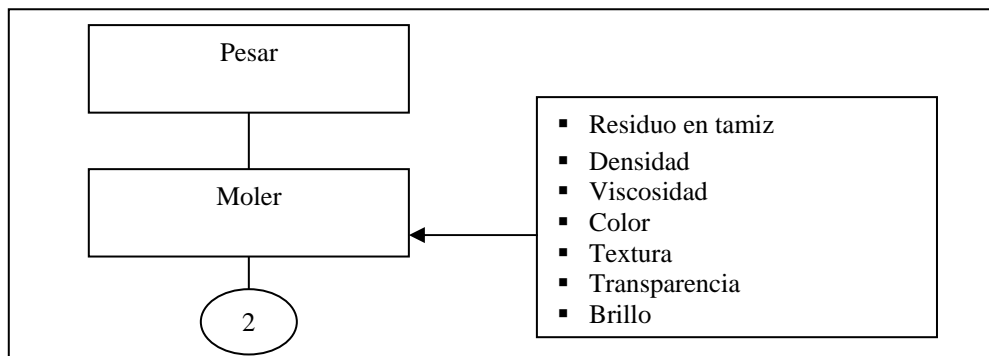 Pesar
Moler
2
▪ Residuo en tamiz
▪ Densidad
▪ Viscosidad
▪ Color
▪ Textura
▪ Transparencia
▪ Brillo